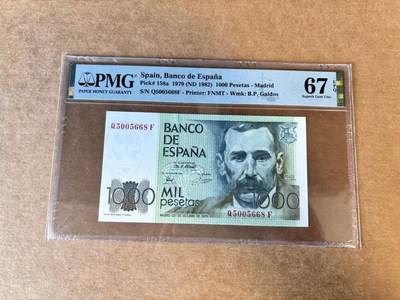 PMG
PAPER MONEY GUARANTY
Spain, Banco de España
Pick# 158a 1979 (ND 1982) 1000 Pesetas - Madrid
S/N Q5005668F - Printer: FNMT - Wmk: B.P. Galdos
67 EPQ
Superb Gem Unc
Q5005668 F
BANCO
DE
ESPAÑA
1000 MIL 1000
Pesetas
Q5005668 F